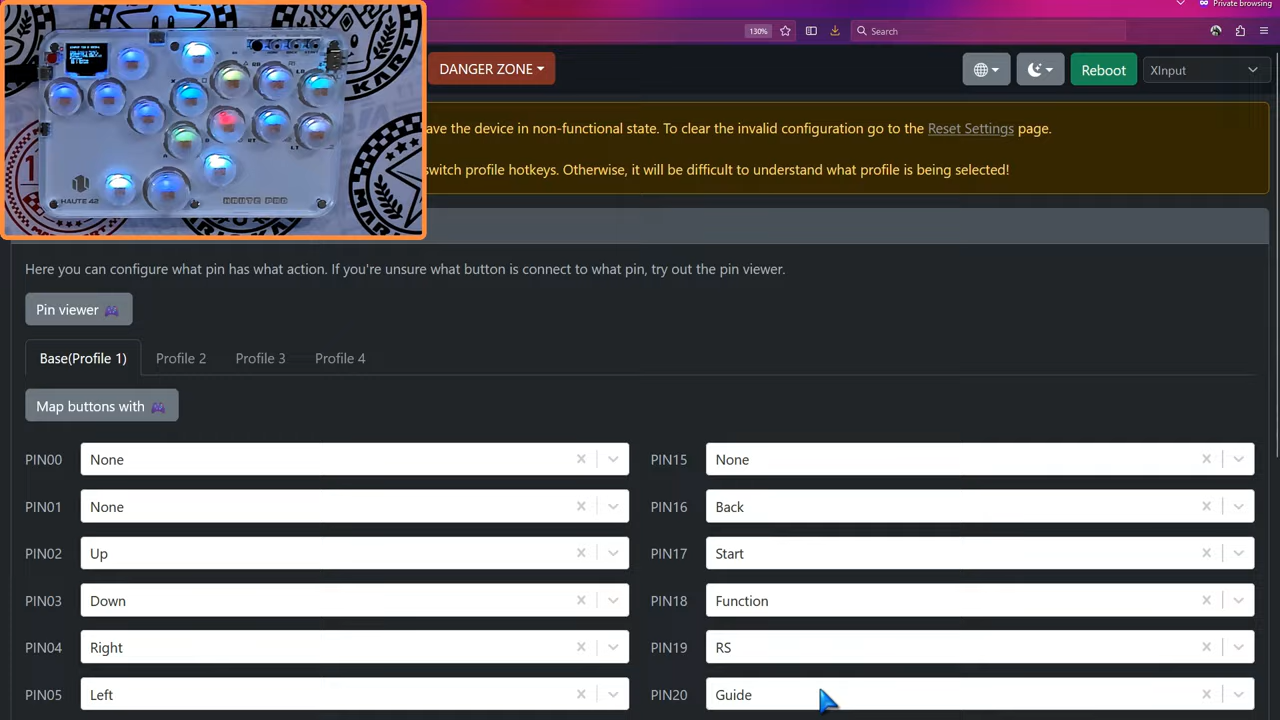 Private browsing
130%
Search
DANGER ZONE
Reboot
XInput
ave the device in non-functional state. To clear the invalid configuration go to the Reset Settings page.
switch profile hotkeys. Otherwise, it will be difficult to understand what profile is being selected!
HAUTE 42
HAUTE PAD
Here you can configure what pin has what action. If you're unsure what button is connect to what pin, try out the pin viewer.
Pin viewer
Base(Profile 1)
Profile 2
Profile 3
Profile 4
Map buttons with
PIN00 None
PIN15 None
PIN01 None
PIN16 Back
PIN02 Up
PIN17 Start
PIN03 Down
PIN18 Function
PIN04 Right
PIN19 RS
PIN05 Left
PIN20 Guide